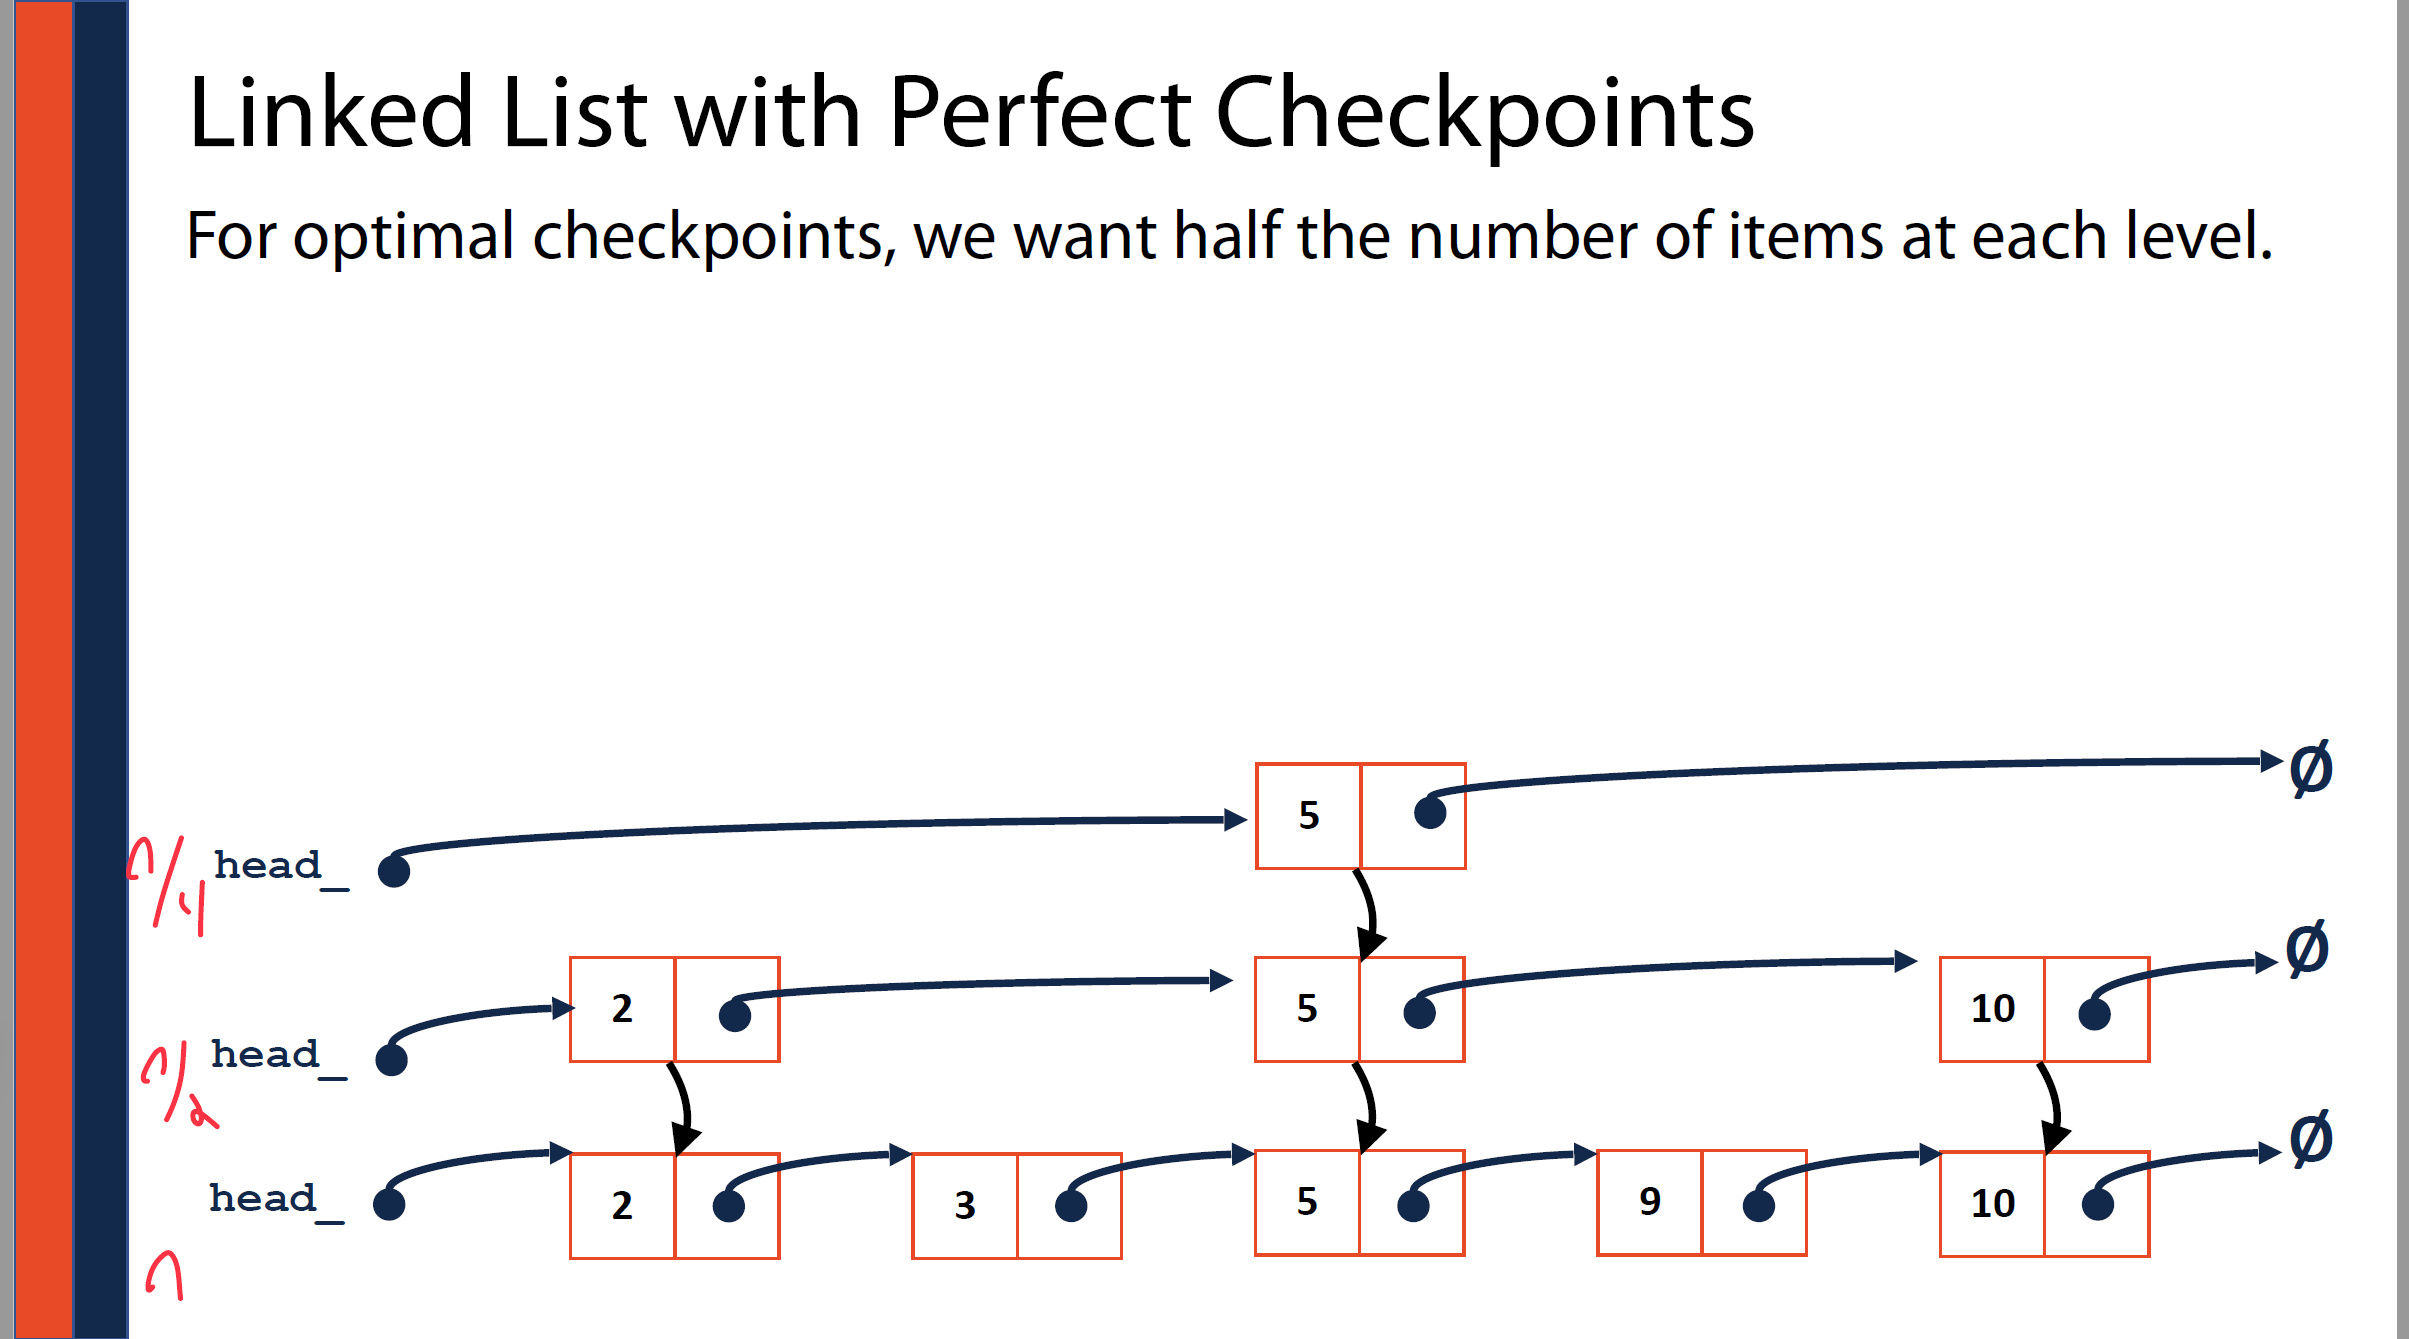 Linked List with Perfect Checkpoints
For optimal checkpoints, we want half the number of items at each level.
5 Ø
n/4 head_
2 5 10 Ø
n/2 head_
head_ 2 3 5 9 10 Ø
n